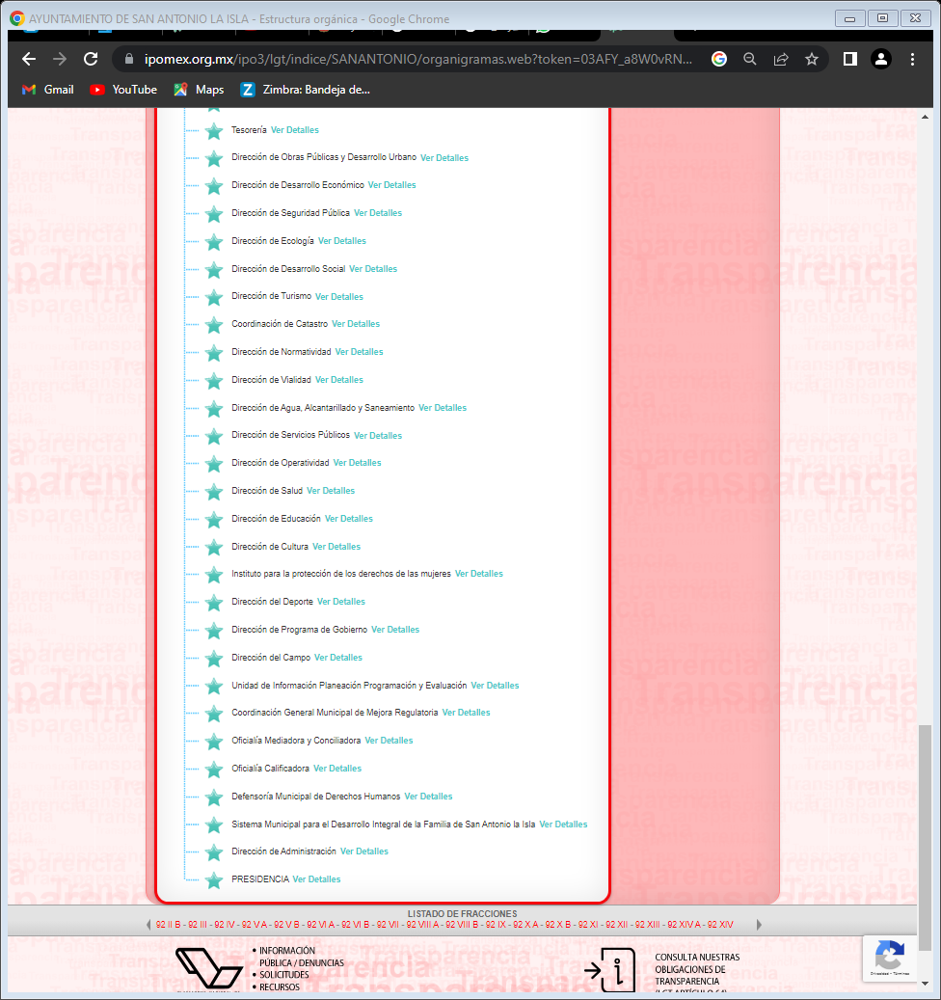 AYUNTAMIENTO DE SAN ANTONIO LA ISLA - Estructura orgánica - Google Chrome
ipomex.org.mx/ipo3/lgt/indice/SANANTONIO/organigramas.web?token=03AFY_a8W0vRN...
Gmail YouTube Maps Zimbra: Bandeja de...
Tesorería Ver Detalles
Dirección de Obras Públicas y Desarrollo Urbano Ver Detalles
Dirección de Desarrollo Económico Ver Detalles
Dirección de Seguridad Pública Ver Detalles
Dirección de Ecología Ver Detalles
Dirección de Desarrollo Social Ver Detalles
Dirección de Turismo Ver Detalles
Coordinación de Catastro Ver Detalles
Dirección de Normatividad Ver Detalles
Dirección de Vialidad Ver Detalles
Dirección de Agua, Alcantarillado y Saneamiento Ver Detalles
Dirección de Servicios Públicos Ver Detalles
Dirección de Operatividad Ver Detalles
Dirección de Salud Ver Detalles
Dirección de Educación Ver Detalles
Dirección de Cultura Ver Detalles
Instituto para la protección de los derechos de las mujeres Ver Detalles
Dirección del Deporte Ver Detalles
Dirección de Programa de Gobierno Ver Detalles
Dirección del Campo Ver Detalles
Unidad de Información Planeación Programación y Evaluación Ver Detalles
Coordinación General Municipal de Mejora Regulatoria Ver Detalles
Oficialía Mediadora y Conciliadora Ver Detalles
Oficialía Calificadora Ver Detalles
Defensoría Municipal de Derechos Humanos Ver Detalles
Sistema Municipal para el Desarrollo Integral de la Familia de San Antonio la Isla Ver Detalles
Dirección de Administración Ver Detalles
PRESIDENCIA Ver Detalles
LISTADO DE FRACCIONES
92 II B - 92 III - 92 IV - 92 V A - 92 V B - 92 VI A - 92 VI B - 92 VII - 92 VIII A - 92 VIII B - 92 IX - 92 X A - 92 X B - 92 XI - 92 XII - 92 XIII - 92 XIV A - 92 XIV
• INFORMACIÓN
PÚBLICA / DENUNCIAS
• SOLICITUDES
• RECURSOS
CONSULTA NUESTRAS
OBLIGACIONES DE
TRANSPARENCIA
(LGT ARTÍCULO 64)
Privacidad - Términos